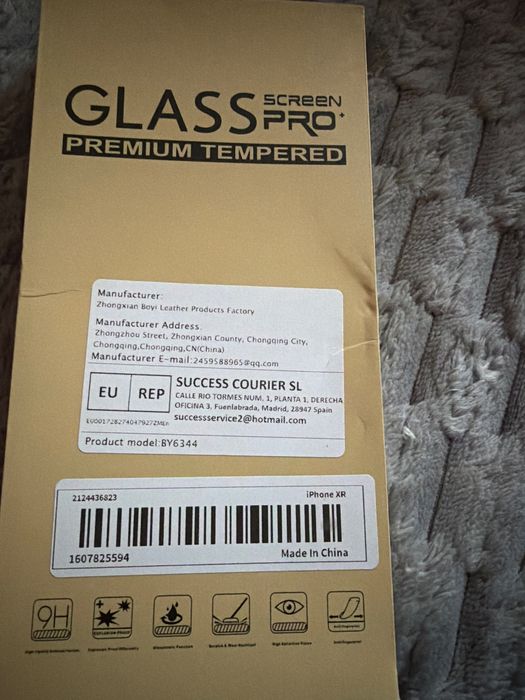 GLASS SCREEN PRO+
PREMIUM TEMPERED
Manufacturer:
Zhongxian Boyi Leather Products Factory
Manufacturer Address:
Zhongzhou Street, Zhongxian County, Chongqing City,
Chongqing,Chongqing,CN(China)
Manufacturer E-mail:2459588965@qq.com
EU REP
SUCCESS COURIER SL
CALLE RIO TORMES NUM. 1, PLANTA 1, DERECHA
OFICINA 3, Fuenlabrada, Madrid, 28947 Spain
successservice2@hotmail.com
Product model:BY6344
2124436823
iPhone XR
1607825594
Made In China
9H
EXPLOSION-PROOF